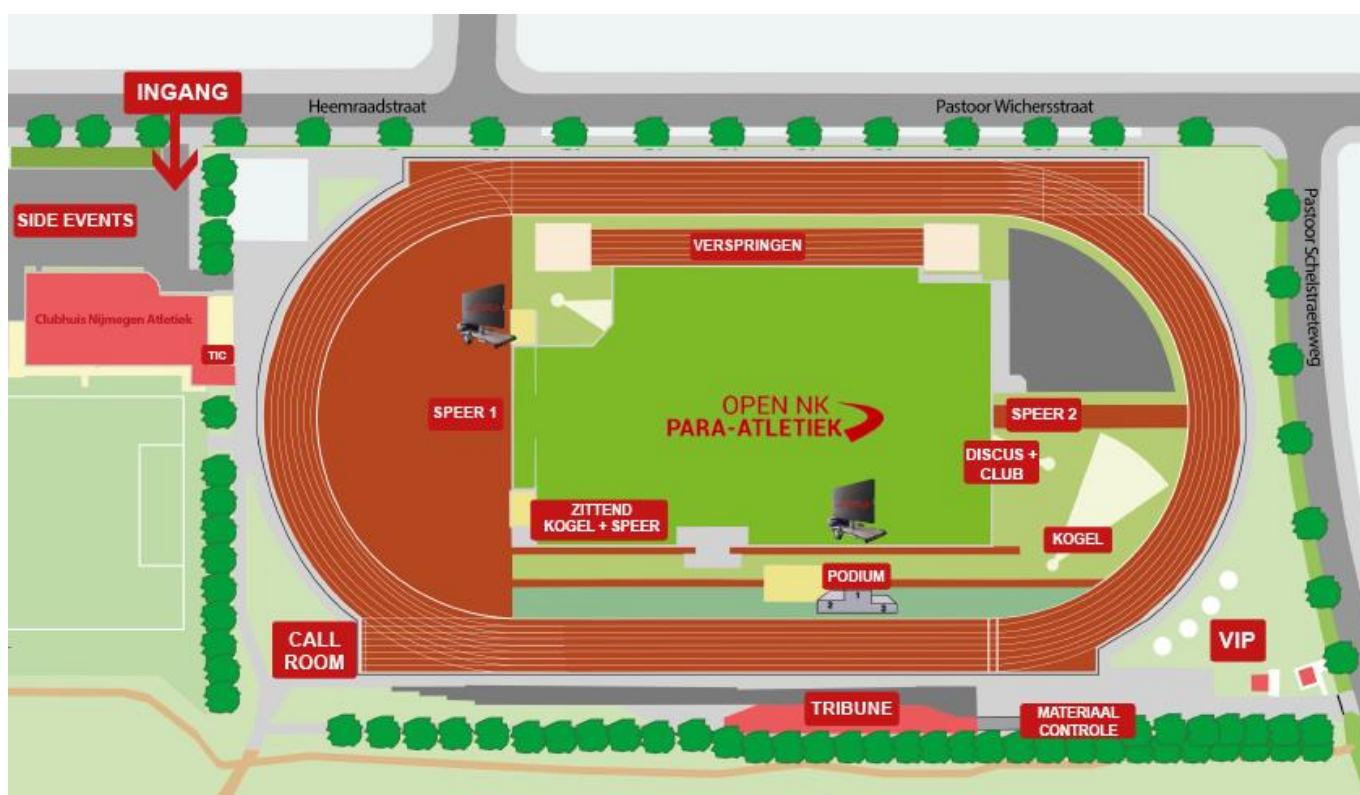 INGANG
Heemraadstraat
Pastoor Wichersstraat
SIDE EVENTS
Pastoor Schelstraeteweg
VERSPRINGEN
Clubhuis Nijmegen Atletiek
TIC
SPEER 1
OPEN NK
PARA-ATLETIEK
SPEER 2
DISCUS +
CLUB
ZITTEND
KOGEL + SPEER
KOGEL
PODIUM
1
CALL
ROOM
VIP
TRIBUNE
MATERIAAL
CONTROLE